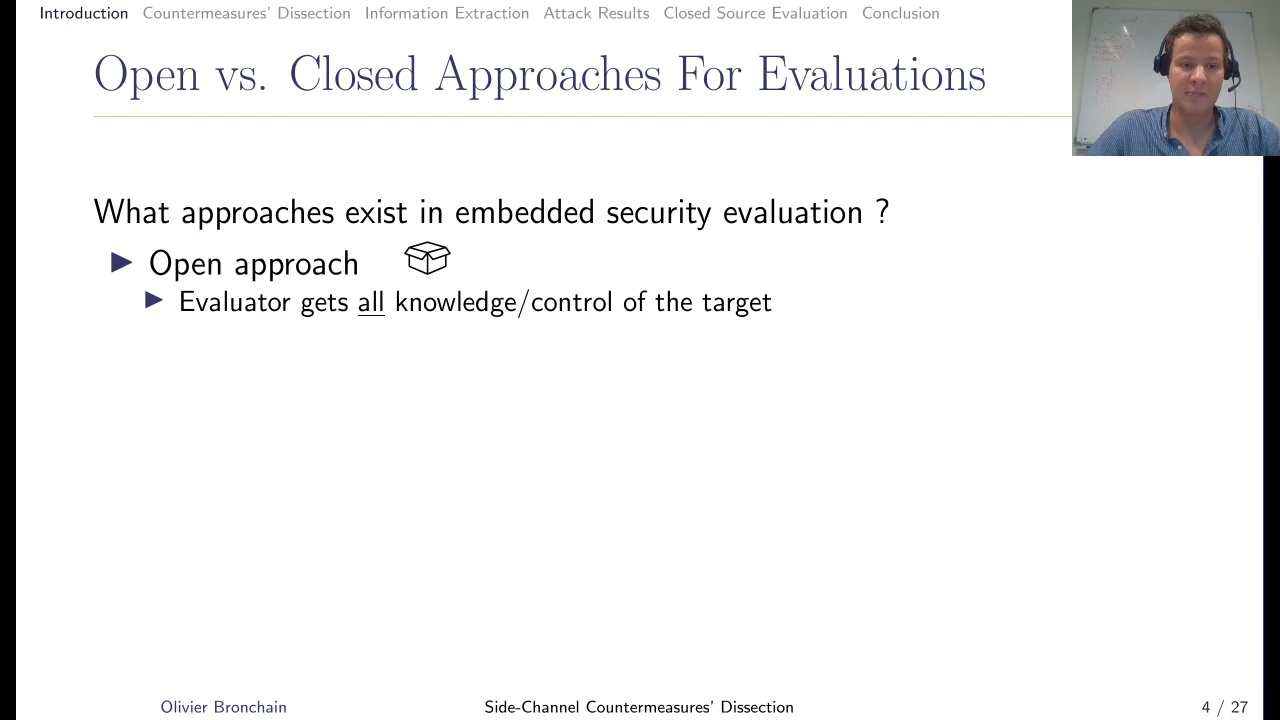 Introduction Countermeasures' Dissection Information Extraction Attack Results Closed Source Evaluation Conclusion
Open vs. Closed Approaches For Evaluations
What approaches exist in embedded security evaluation ?
Open approach
Evaluator gets all knowledge/control of the target
Olivier Bronchain Side-Channel Countermeasures' Dissection 4 / 27